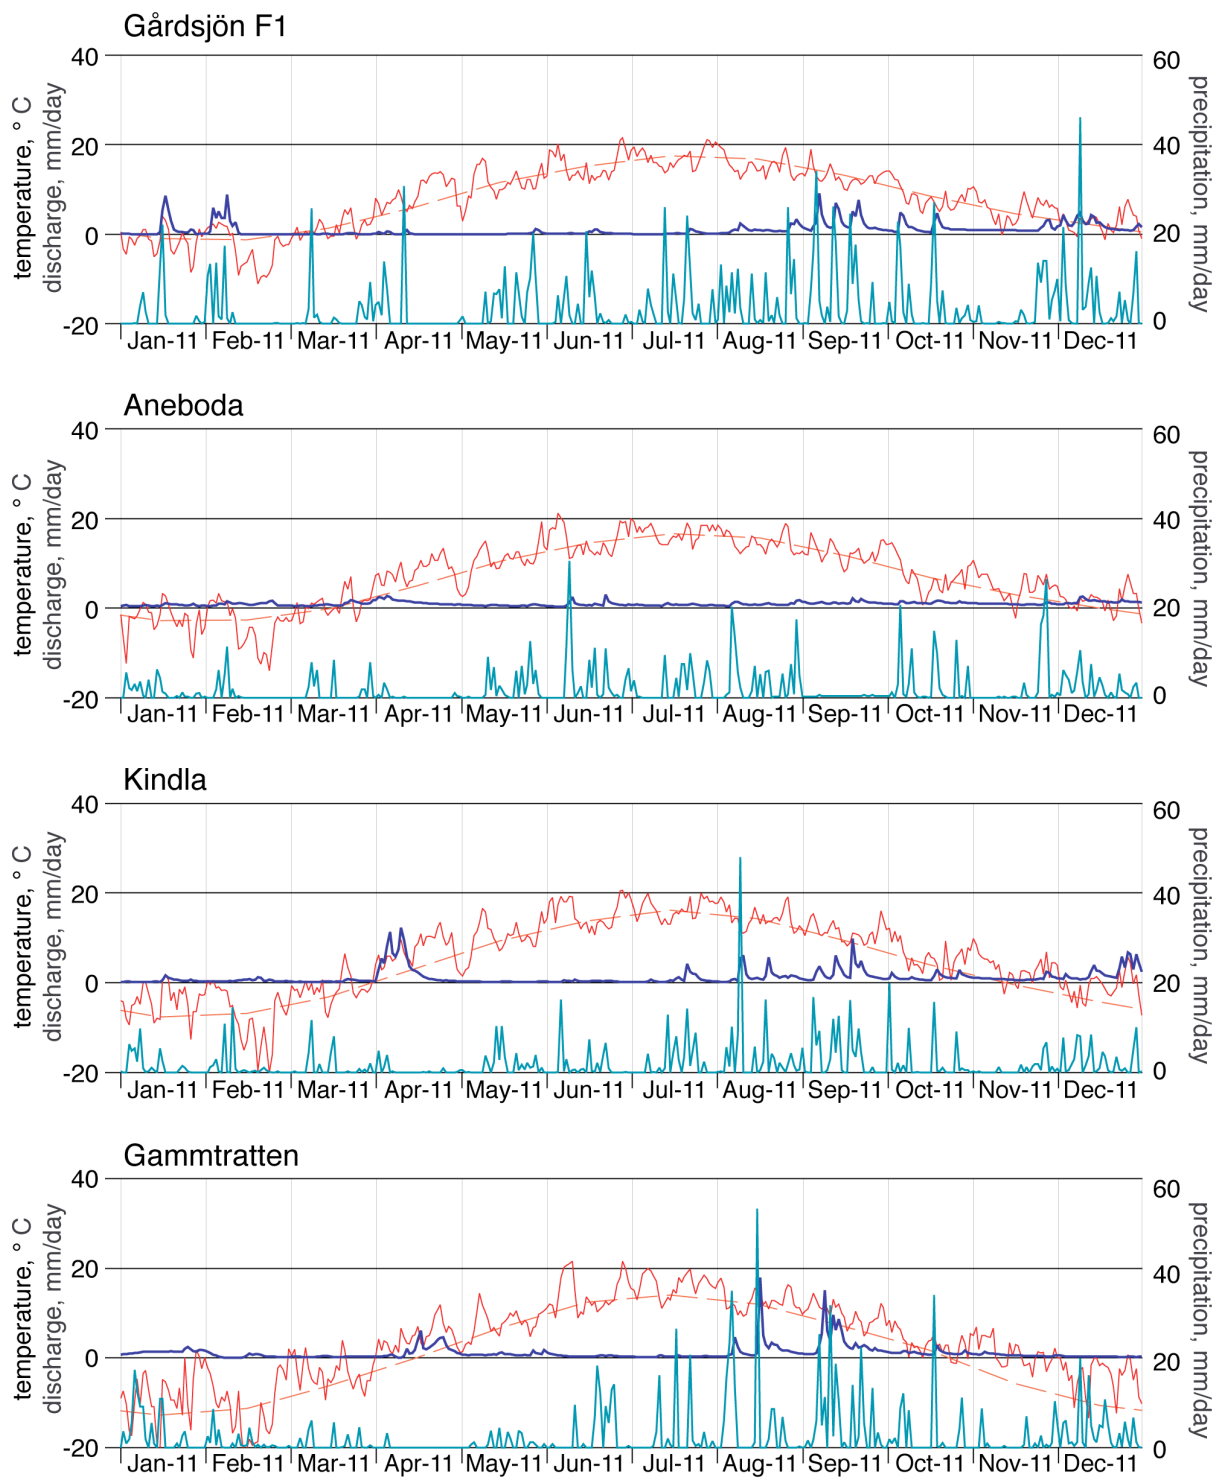 Gårdsjön F1
40
20
0
-20
temperature, ° C
discharge, mm/day
60
40
20
0
precipitation, mm/day
Jan-11 Feb-11 Mar-11 Apr-11 May-11 Jun-11 Jul-11 Aug-11 Sep-11 Oct-11 Nov-11 Dec-11
Aneboda
40
20
0
-20
temperature, ° C
discharge, mm/day
60
40
20
0
precipitation, mm/day
Jan-11 Feb-11 Mar-11 Apr-11 May-11 Jun-11 Jul-11 Aug-11 Sep-11 Oct-11 Nov-11 Dec-11
Kindla
40
20
0
-20
temperature, ° C
discharge, mm/day
60
40
20
0
precipitation, mm/day
Jan-11 Feb-11 Mar-11 Apr-11 May-11 Jun-11 Jul-11 Aug-11 Sep-11 Oct-11 Nov-11 Dec-11
Gammtratten
40
20
0
-20
temperature, ° C
discharge, mm/day
60
40
20
0
precipitation, mm/day
Jan-11 Feb-11 Mar-11 Apr-11 May-11 Jun-11 Jul-11 Aug-11 Sep-11 Oct-11 Nov-11 Dec-11